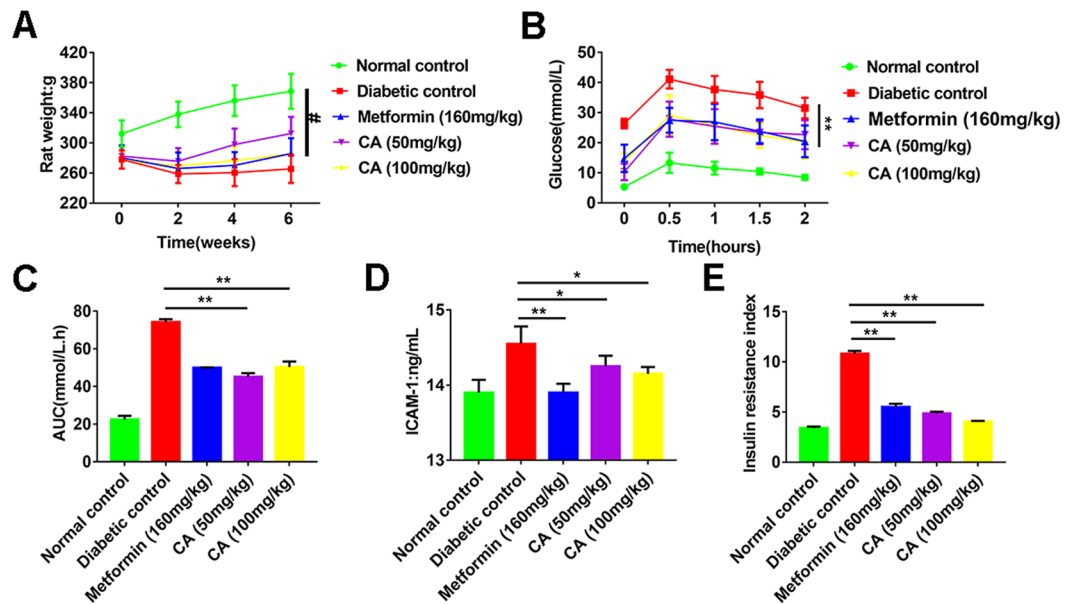 A
Rat weight:g
420
380
340
300
260
220
0
2
4
6
Time(weeks)
Normal control
Diabetic control
Metformin (160mg/kg)
CA (50mg/kg)
CA (100mg/kg)
#
B
Glucose(mmol/L)
50
40
30
20
10
0
0
0.5
1
1.5
2
Time(hours)
Normal control
Diabetic control
Metformin (160mg/kg)
CA (50mg/kg)
CA (100mg/kg)
**
C
AUC(mmol/L.h)
80
60
40
20
0
**
**
Normal control
Diabetic control
Metformin (160mg/kg)
CA (50mg/kg)
CA (100mg/kg)
D
ICAM-1:ng/mL
15
14
13
*
*
**
Normal control
Diabetic control
Metformin (160mg/kg)
CA (50mg/kg)
CA (100mg/kg)
E
Insulin resistance index
15
10
5
0
**
**
**
Normal control
Diabetic control
Metformin (160mg/kg)
CA (50mg/kg)
CA (100mg/kg)